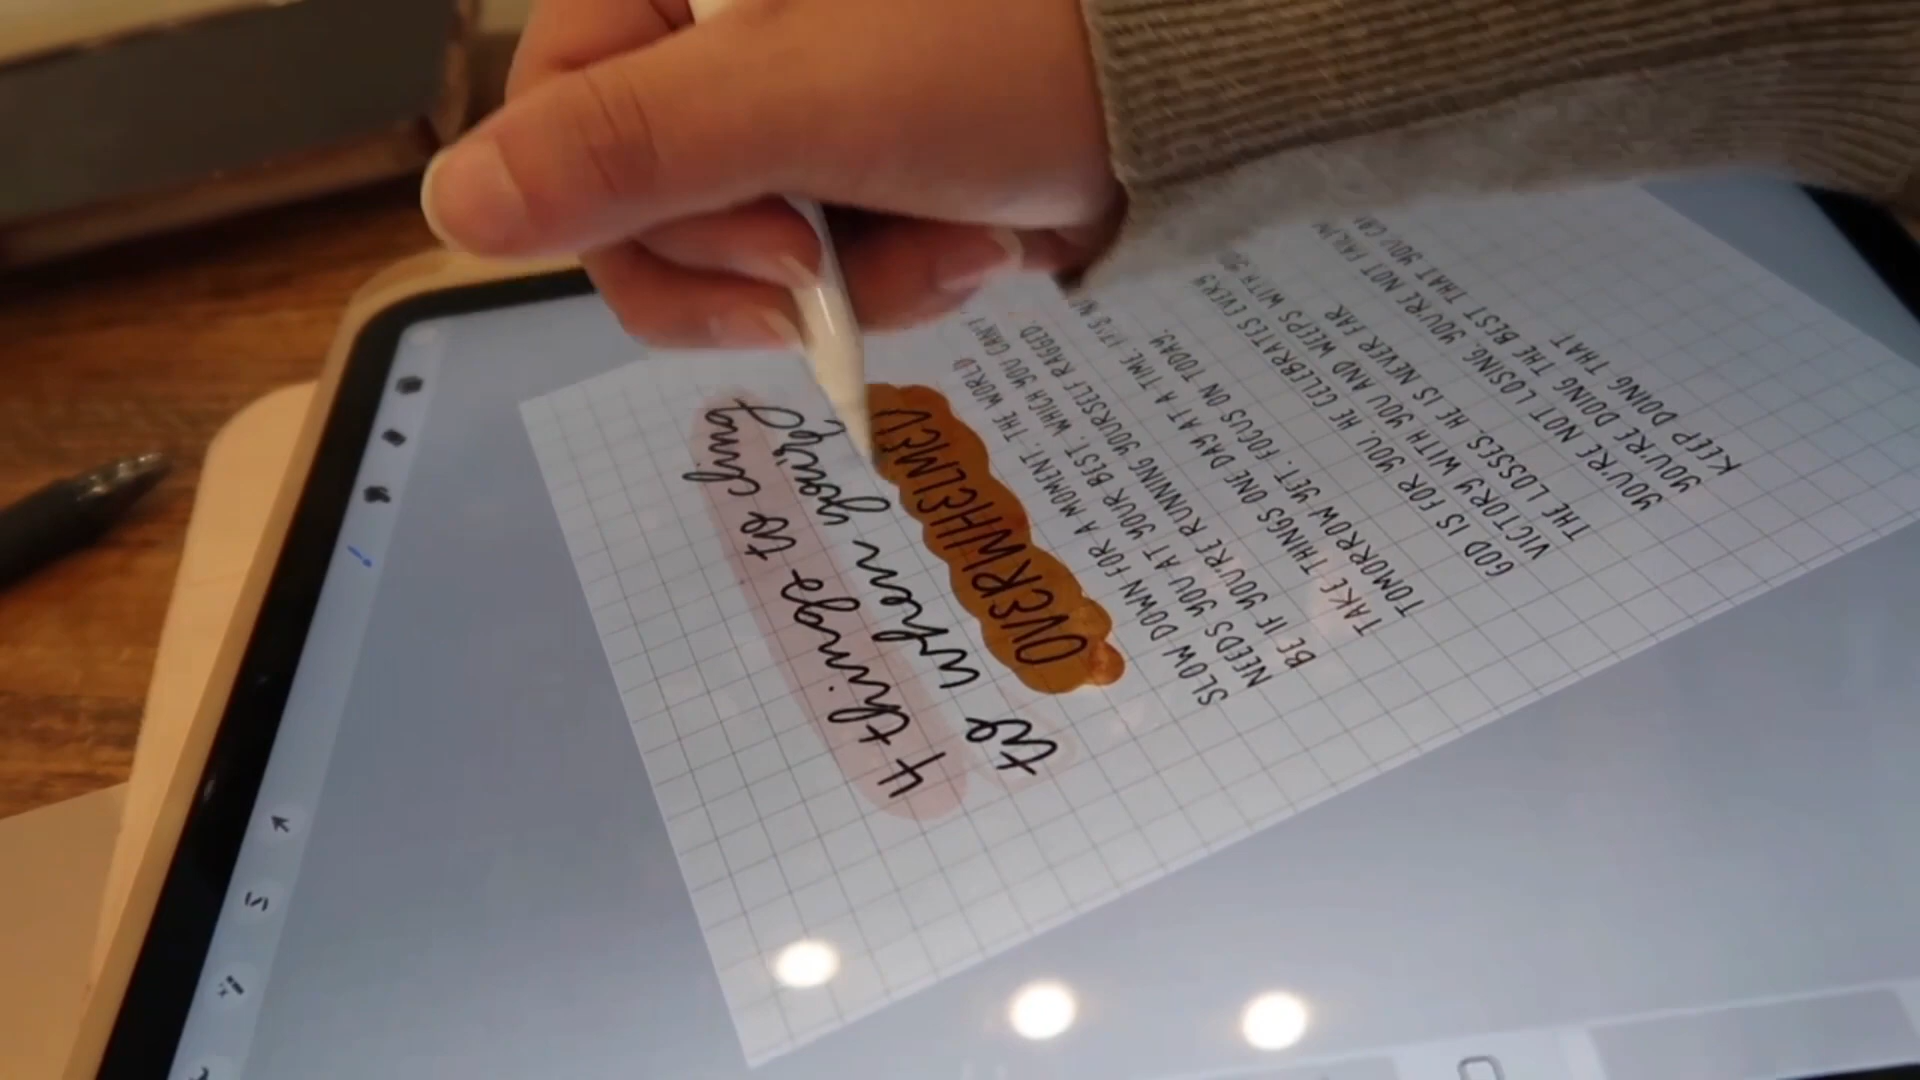 4 things to cling
to when you're
OVERWHELMED
SLOW DOWN FOR A MOMENT. THE WORLD
NEEDS YOU AT YOUR BEST, WHICH YOU CAN'T
BE IF YOU'RE RUNNING YOURSELF RAGGED
TAKE THINGS ONE DAY AT A TIME. IT'S
TOMORROW YET. FOCUS ON TODAY.
GOD IS FOR YOU. HE CELEBRATES EVERY
VICTORY WITH YOU AND WEEPS WITH
THE LOSSES. HE IS NEVER FAR
YOU'RE NOT LOSING. YOU'RE NOT
YOU'RE DOING THE BEST THAT YOU
KEEP DOING THAT